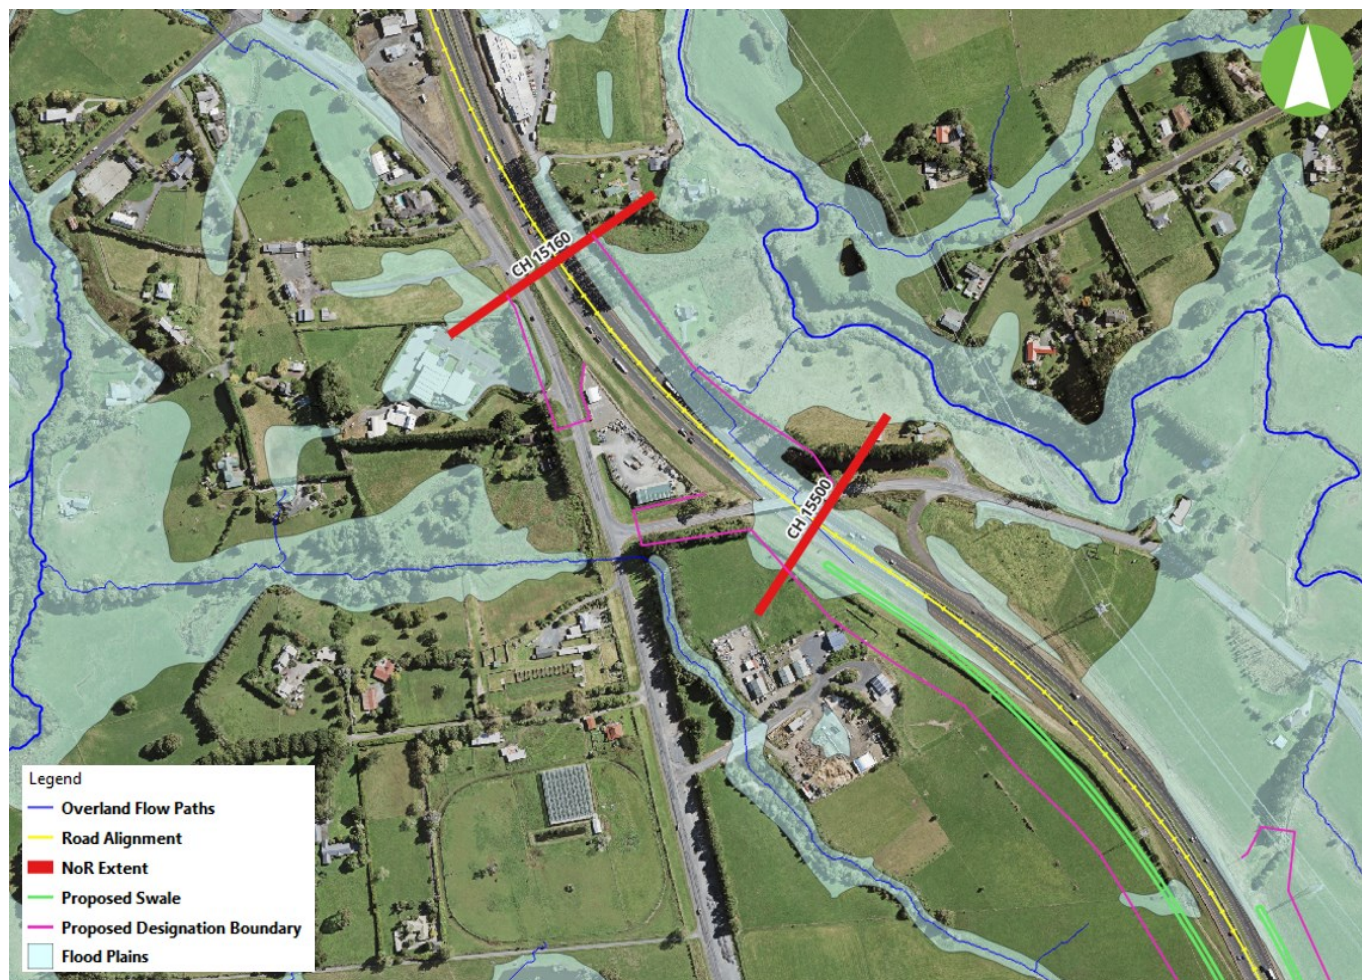 CH 15160
CH 15500
Legend
Overland Flow Paths
Road Alignment
NoR Extent
Proposed Swale
Proposed Designation Boundary
Flood Plains